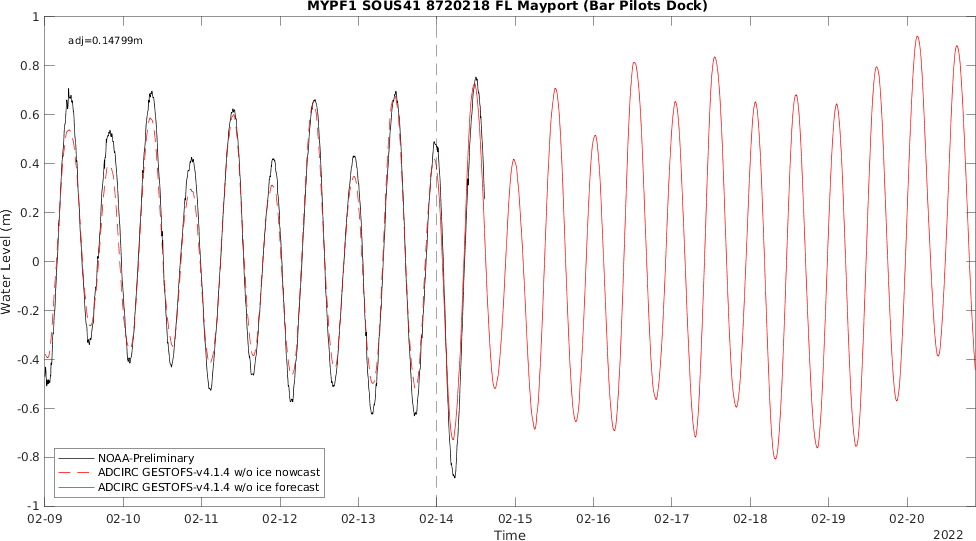 MYPF1 SOUS41 8720218 FL Mayport (Bar Pilots Dock)
adj=0.14799m
1
0.8
0.6
0.4
0.2
0
-0.2
-0.4
-0.6
-0.8
-1
Water Level (m)
NOAA-Preliminary
ADCIRC GESTOFS-v4.1.4 w/o ice nowcast
ADCIRC GESTOFS-v4.1.4 w/o ice forecast
02-09 02-10 02-11 02-12 02-13 02-14 02-15 02-16 02-17 02-18 02-19 02-20
Time
2022